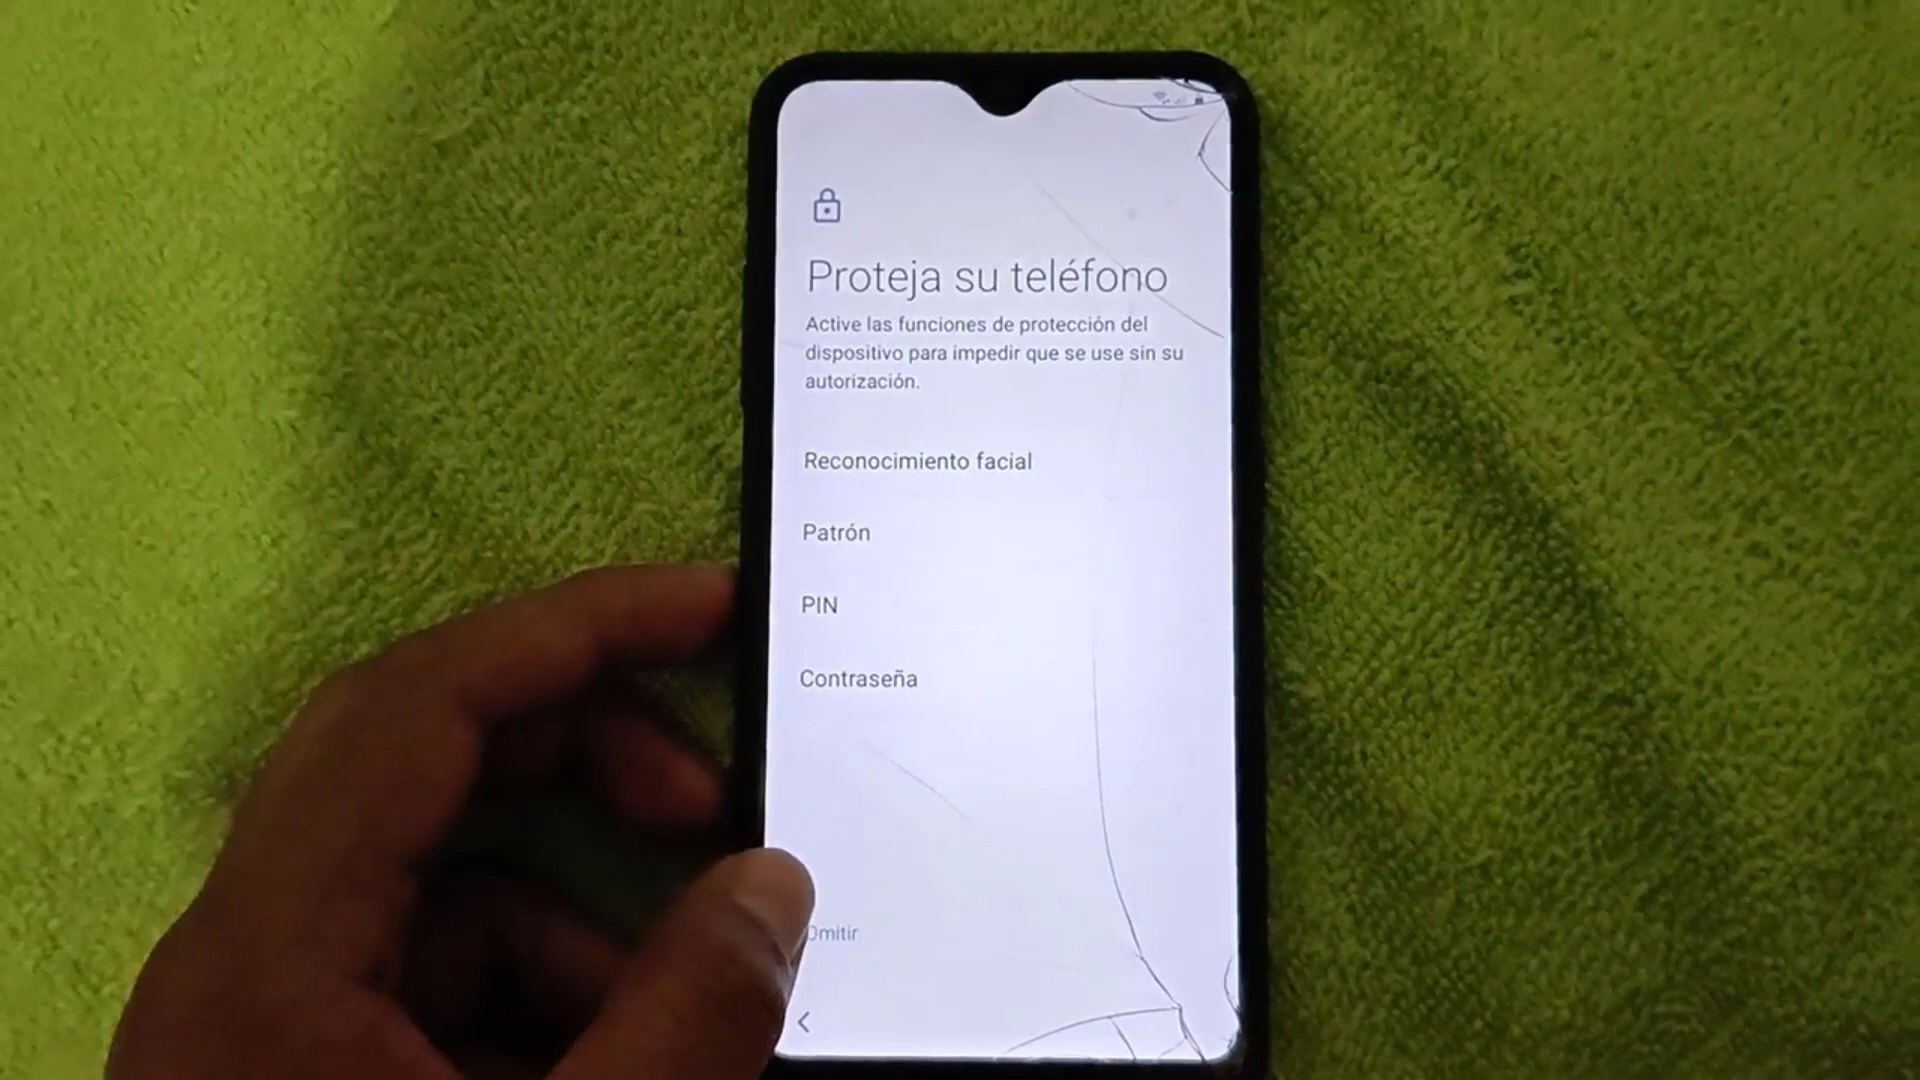 Proteja su teléfono
Active las funciones de protección del
dispositivo para impedir que se use sin su
autorización.
Reconocimiento facial
Patrón
PIN
Contraseña
Omitir